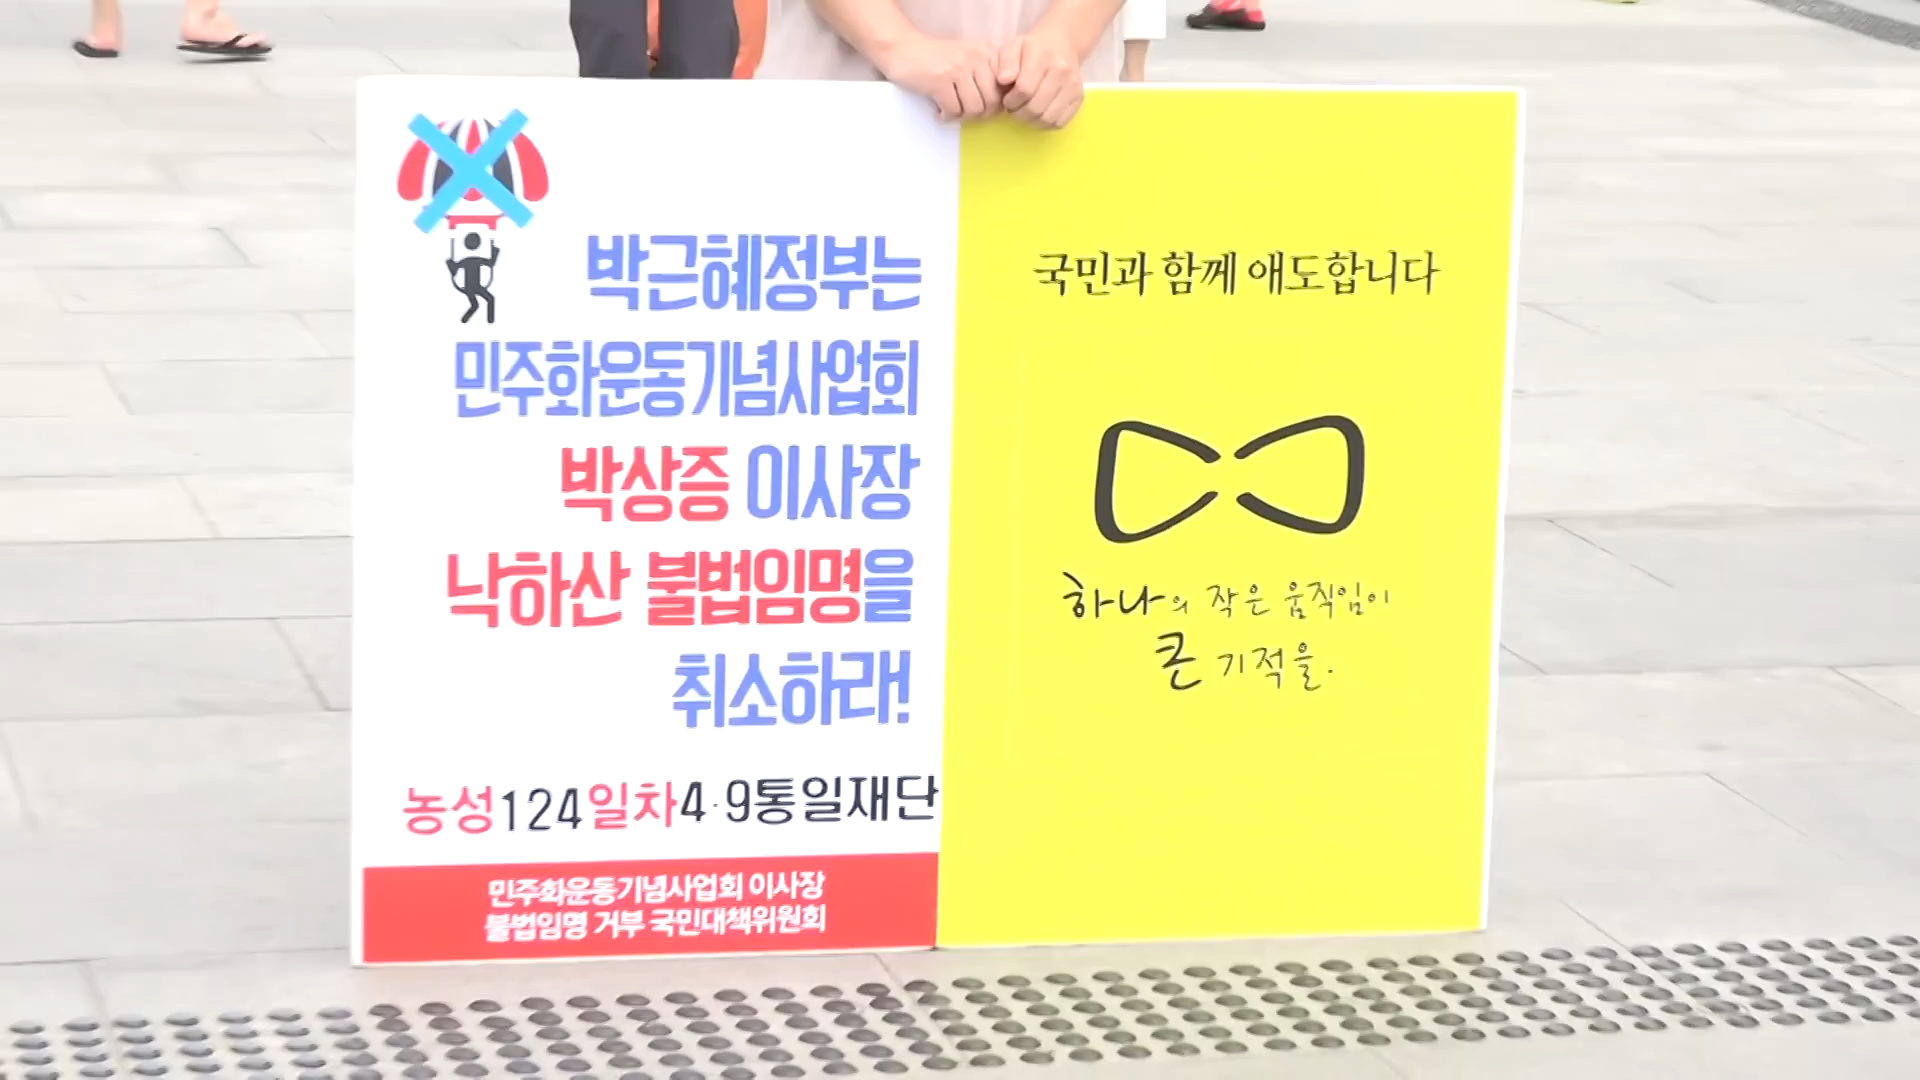 박근혜정부는
민주화운동기념사업회
박상증 이사장
낙하산 불법임명을
취소하라!
농성124일차4·9통일재단
민주화운동기념사업회 이사장
불법임명 거부 국민대책위원회
국민과 함께 애도합니다
하나의 작은 움직임이
큰 기적을.